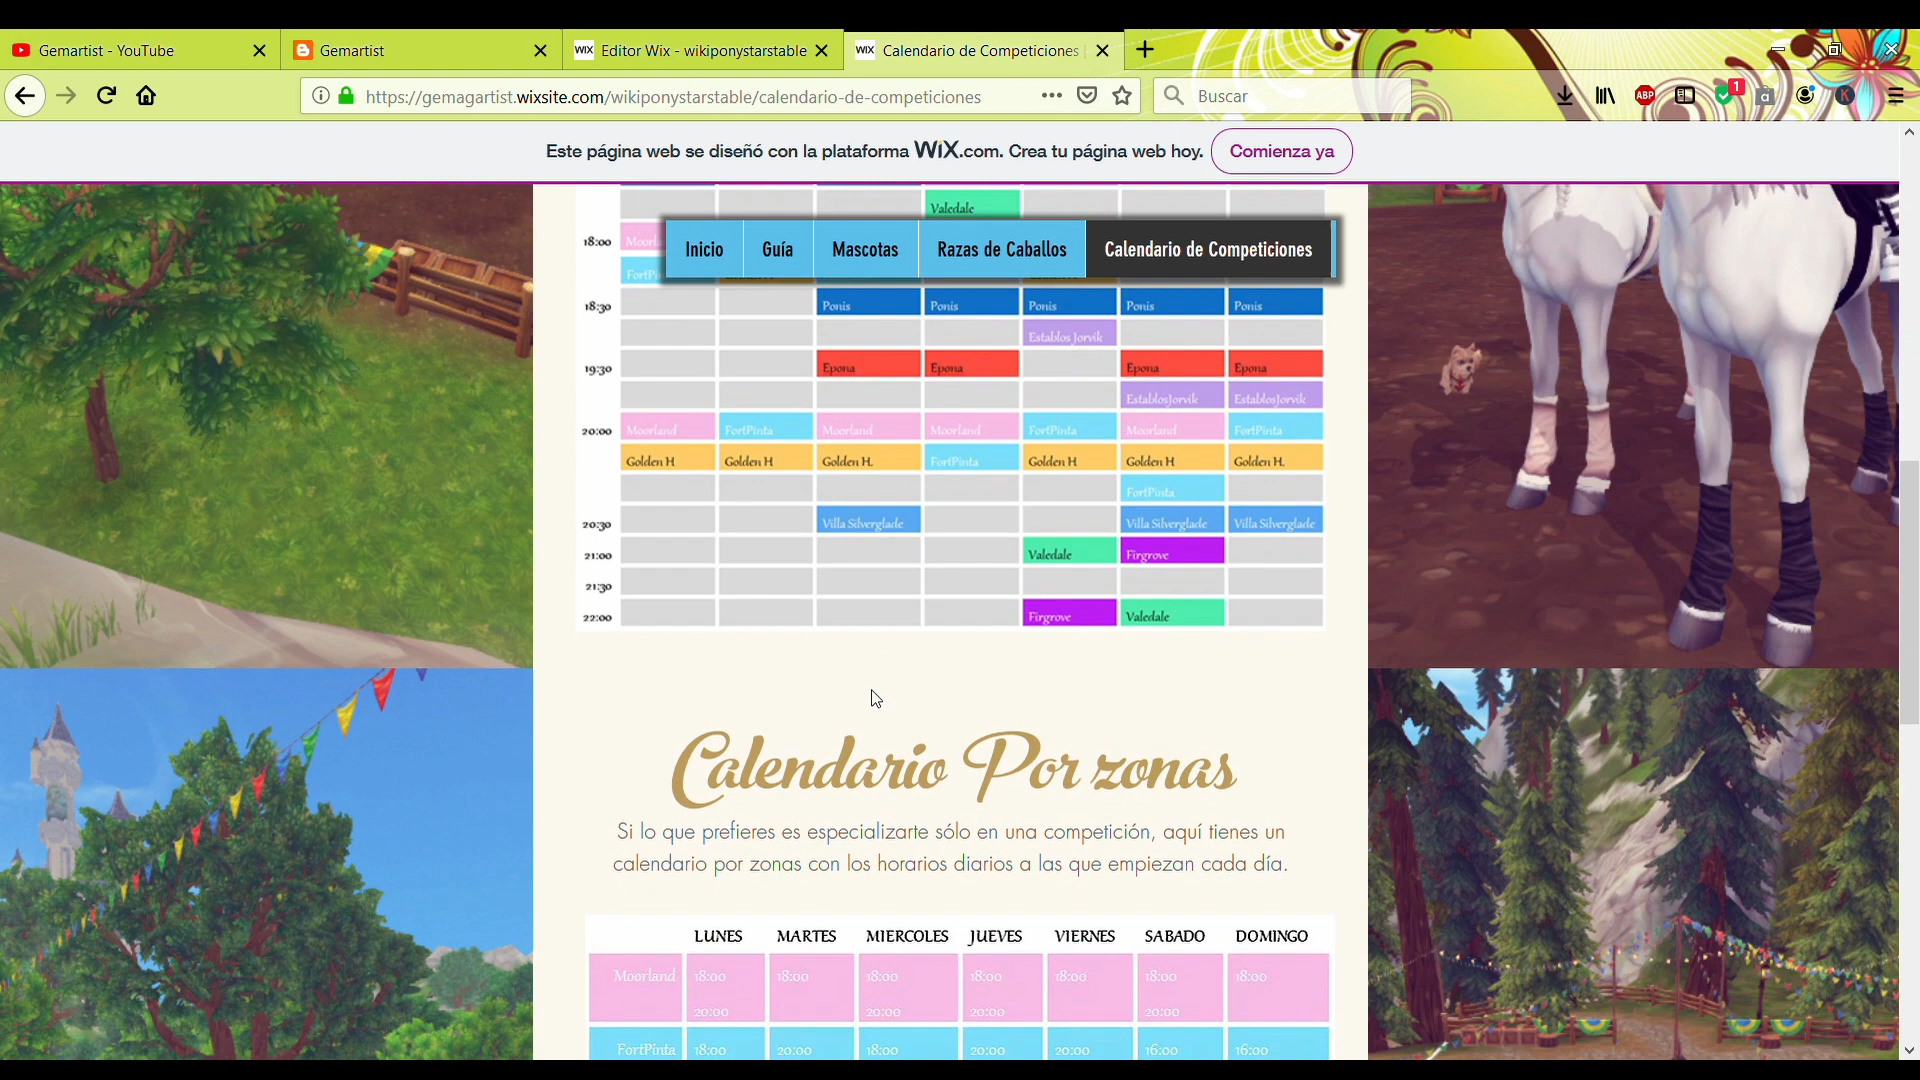 Gemartist - YouTube
Gemartist
WiX Editor Wix - wikiponystarstable
WiX Calendario de Competiciones
https://gemagartist.wixsite.com/wikiponystarstable/calendario-de-competiciones
Buscar
ABP
1
a
K
Este página web se diseñó con la plataforma WiX.com. Crea tu página web hoy.
Comienza ya
Valedale
18:00
Inicio Guía Mascotas Razas de Caballos Calendario de Competiciones
18:30 Ponis Ponis Ponis Ponis Ponis
Establos Jorvik
19:30 Epona Epona Epona Epona
EstablosJorvik EstablosJorvik
20:00 Moorland FortPinta Moorland Moorland FortPinta Moorland FortPinta
Golden H Golden H Golden H. FortPinta Golden H Golden H Golden H.
FortPinta
20:30 Villa Silverglade Villa Silverglade Villa Silverglade
21:00 Valedale Firgrove
21:30
22:00 Firgrove Valedale
Calendario Por zonas
Si lo que prefieres es especializarte sólo en una competición, aquí tienes un
calendario por zonas con los horarios diarios a las que empiezan cada día.
LUNES MARTES MIERCOLES JUEVES VIERNES SABADO DOMINGO
Moorland 18:00 18:00 18:00 18:00 18:00 18:00 18:00
20:00 20:00 20:00 20:00
FortPinta 18:00 20:00 18:00 20:00 20:00 16:00 16:00